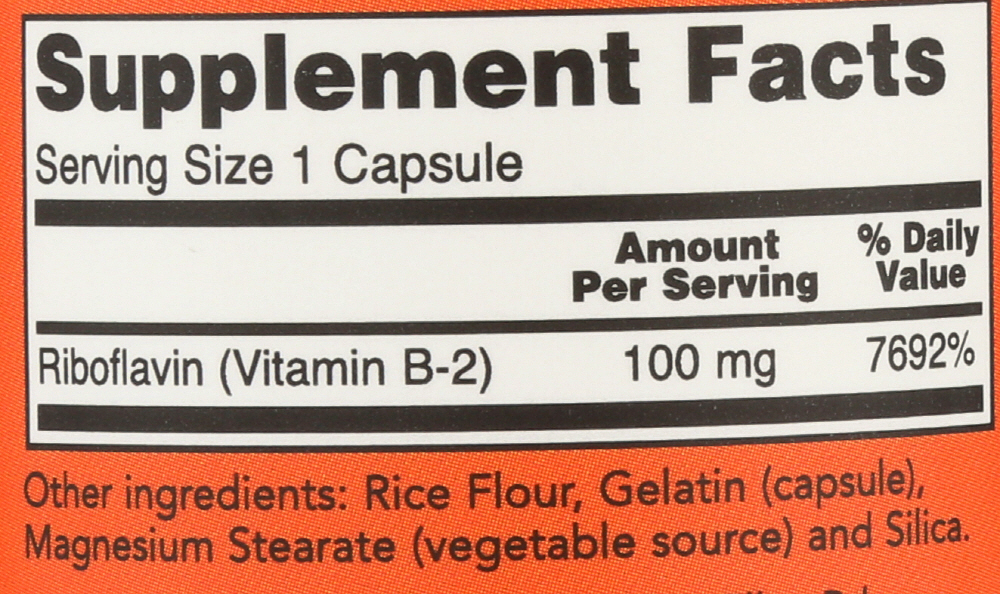 Supplement Facts
Serving Size 1 Capsule
Amount Per Serving
% Daily Value
Riboflavin (Vitamin B-2) 100 mg 7692%
Other ingredients: Rice Flour, Gelatin (capsule),
Magnesium Stearate (vegetable source) and Silica.